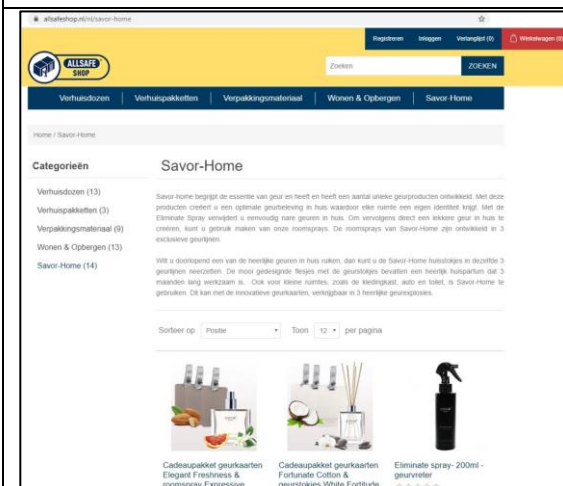 allsafeshop.nl/nl/savor-home
Registreren Inloggen Verlanglijst (0) Winkelwagen (0)
ALLSAFE
SHOP
Zoeken ZOEKEN
Verhuisdozen Verhuispakketten Verpakkingsmateriaal Wonen & Opbergen Savor-Home
Home / Savor-Home
Categorieën
Verhuisdozen (13)
Verhuispakketten (3)
Verpakkingsmateriaal (9)
Wonen & Opbergen (13)
Savor-Home (14)
Savor-Home
Savor-home begrijpt de essentie van geur en heeft en heeft een aantal unieke geurproducten ontwikkeld. Met deze
producten creëert u een optimale geurbeleving in huis waardoor elke ruimte een eigen identiteit krijgt. Met de
Eliminate Spray verwijdert u eenvoudig nare geuren in huis. Om vervolgens direct een lekkere geur in huis te
creëren, kunt u gebruik maken van onze roomsprays. De roomsprays van Savor-Home zijn ontwikkeld in 3
exclusieve geurlijnen.
Wilt u doorlopend een van de heerlijke geuren in huis ruiken, dan kunt u de Savor-Home huisstokjes in dezelfde 3
geurlijnen neerzetten. De mooi gedesignde flesjes met de geurstokjes bevatten een heerlijk huisparfum dat 3
maanden lang werkzaam is. Ook voor kleine ruimtes, zoals de kledingkast, auto en toilet, is Savor-Home te
gebruiken. Dit kan met de innovatieve geurkaarten, verkrijgbaar in 3 heerlijke geurexplosies.
Sorteer op Positie Toon 12 per pagina
Cadeaupakket geurkaarten
Elegant Freshness &
roomspray Expressive
Cadeaupakket geurkaarten
Fortunate Cotton &
geurstokjes White Fortitude
Eliminate spray- 200ml -
geurvreter